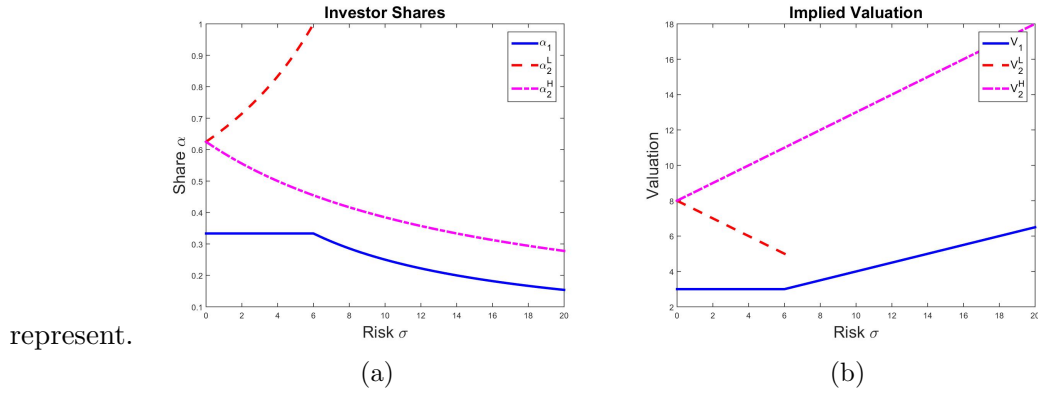 Investor Shares
1
0.9
0.8
0.7
0.6
0.5
0.4
0.3
0.2
0.1
Share α
0 2 4 6 8 10 12 14 16 18 20
Risk σ
α₁
α₂ᴸ
α₂ᴴ
(a)
Implied Valuation
18
16
14
12
10
8
6
4
2
Valuation
0 2 4 6 8 10 12 14 16 18 20
Risk σ
V₁
V₂ᴸ
V₂ᴴ
(b)
represent.